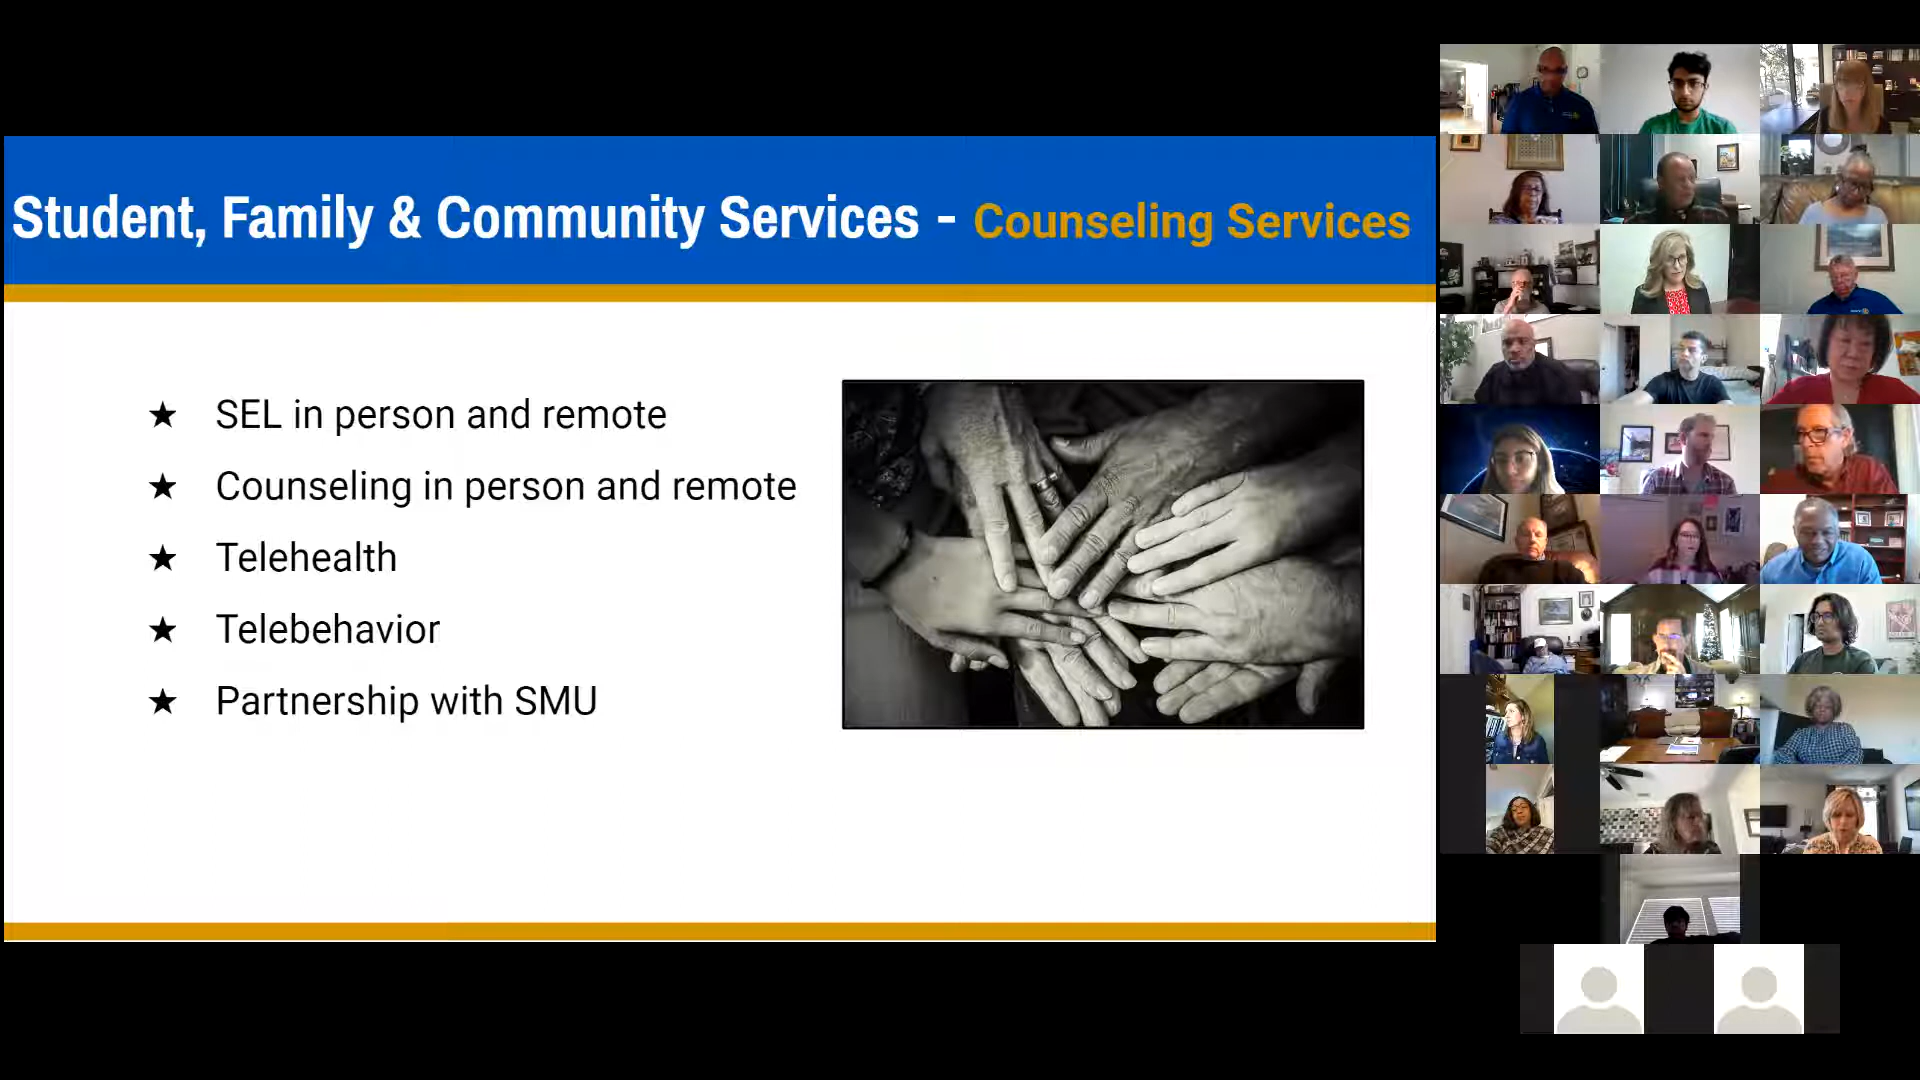 Student, Family & Community Services - Counseling Services
★ SEL in person and remote
★ Counseling in person and remote
★ Telehealth
★ Telebehavior
★ Partnership with SMU